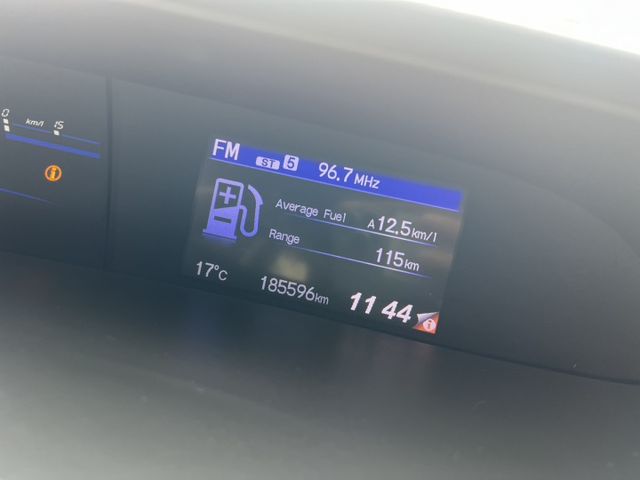 0 km/l 15
FM ST 5 96.7 MHz
Average Fuel A 12.5 km/l
Range 115 km
17°C 185596 km 11 44